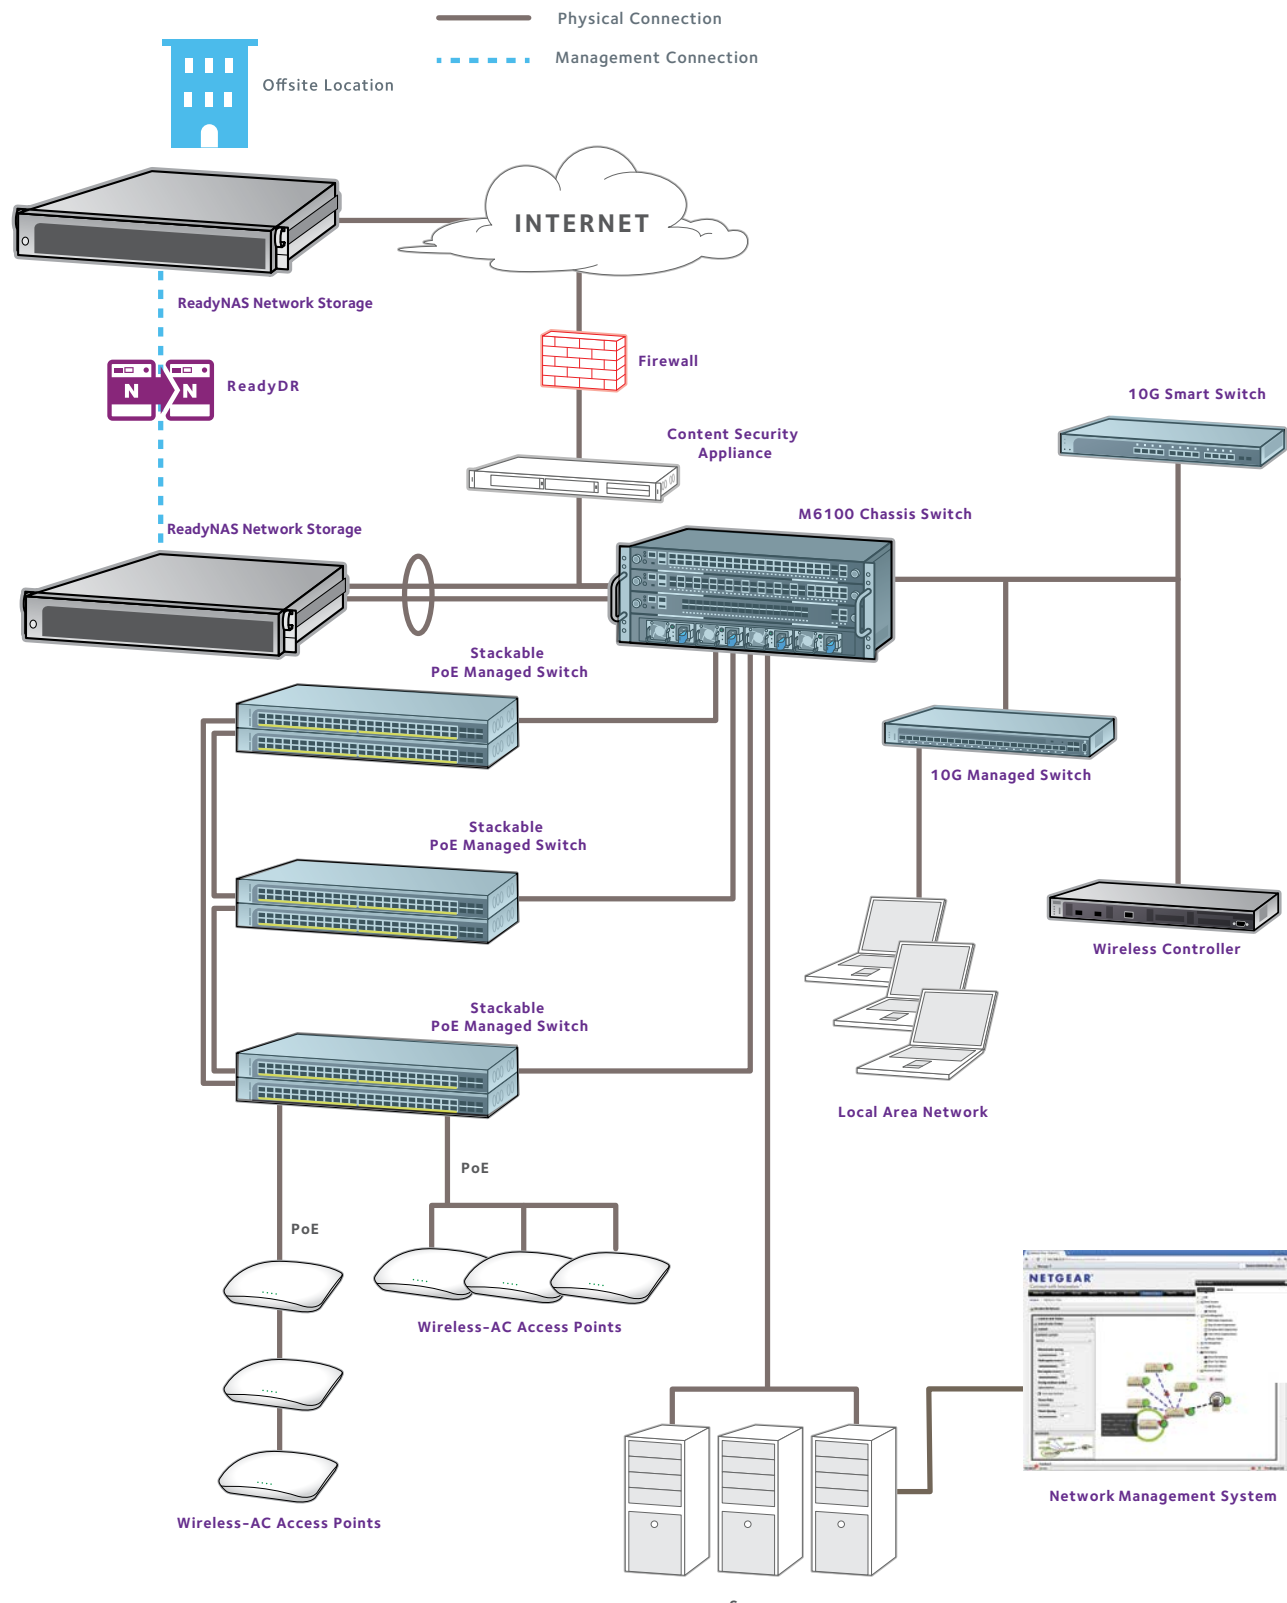 Physical Connection
Management Connection
Offsite Location
INTERNET
ReadyNAS Network Storage
Firewall
N N
ReadyDR
10G Smart Switch
Content Security
Appliance
M6100 Chassis Switch
ReadyNAS Network Storage
Stackable
PoE Managed Switch
10G Managed Switch
Stackable
PoE Managed Switch
Wireless Controller
Stackable
PoE Managed Switch
Local Area Network
PoE
PoE
NETGEAR
Wireless-AC Access Points
Network Management System
Wireless-AC Access Points